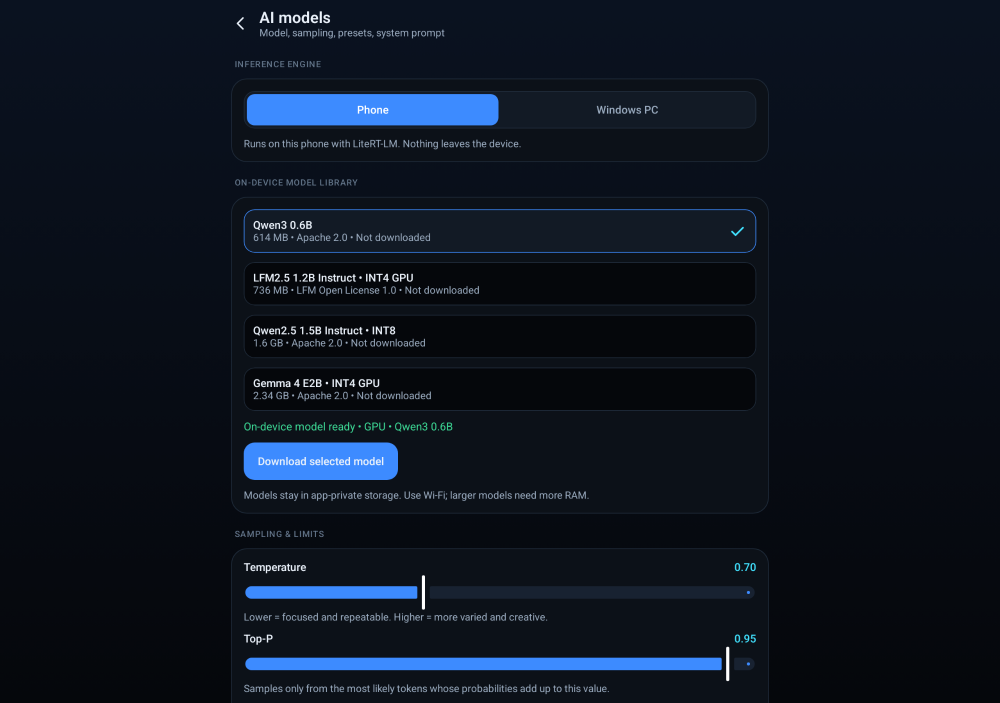 AI models
Model, sampling, presets, system prompt
INFERENCE ENGINE
Phone
Windows PC
Runs on this phone with LiteRT-LM. Nothing leaves the device.
ON-DEVICE MODEL LIBRARY
Qwen3 0.6B
614 MB • Apache 2.0 • Not downloaded
LFM2.5 1.2B Instruct • INT4 GPU
736 MB • LFM Open License 1.0 • Not downloaded
Qwen2.5 1.5B Instruct • INT8
1.6 GB • Apache 2.0 • Not downloaded
Gemma 4 E2B • INT4 GPU
2.34 GB • Apache 2.0 • Not downloaded
On-device model ready • GPU • Qwen3 0.6B
Download selected model
Models stay in app-private storage. Use Wi-Fi; larger models need more RAM.
SAMPLING & LIMITS
Temperature
0.70
Lower = focused and repeatable. Higher = more varied and creative.
Top-P
0.95
Samples only from the most likely tokens whose probabilities add up to this value.